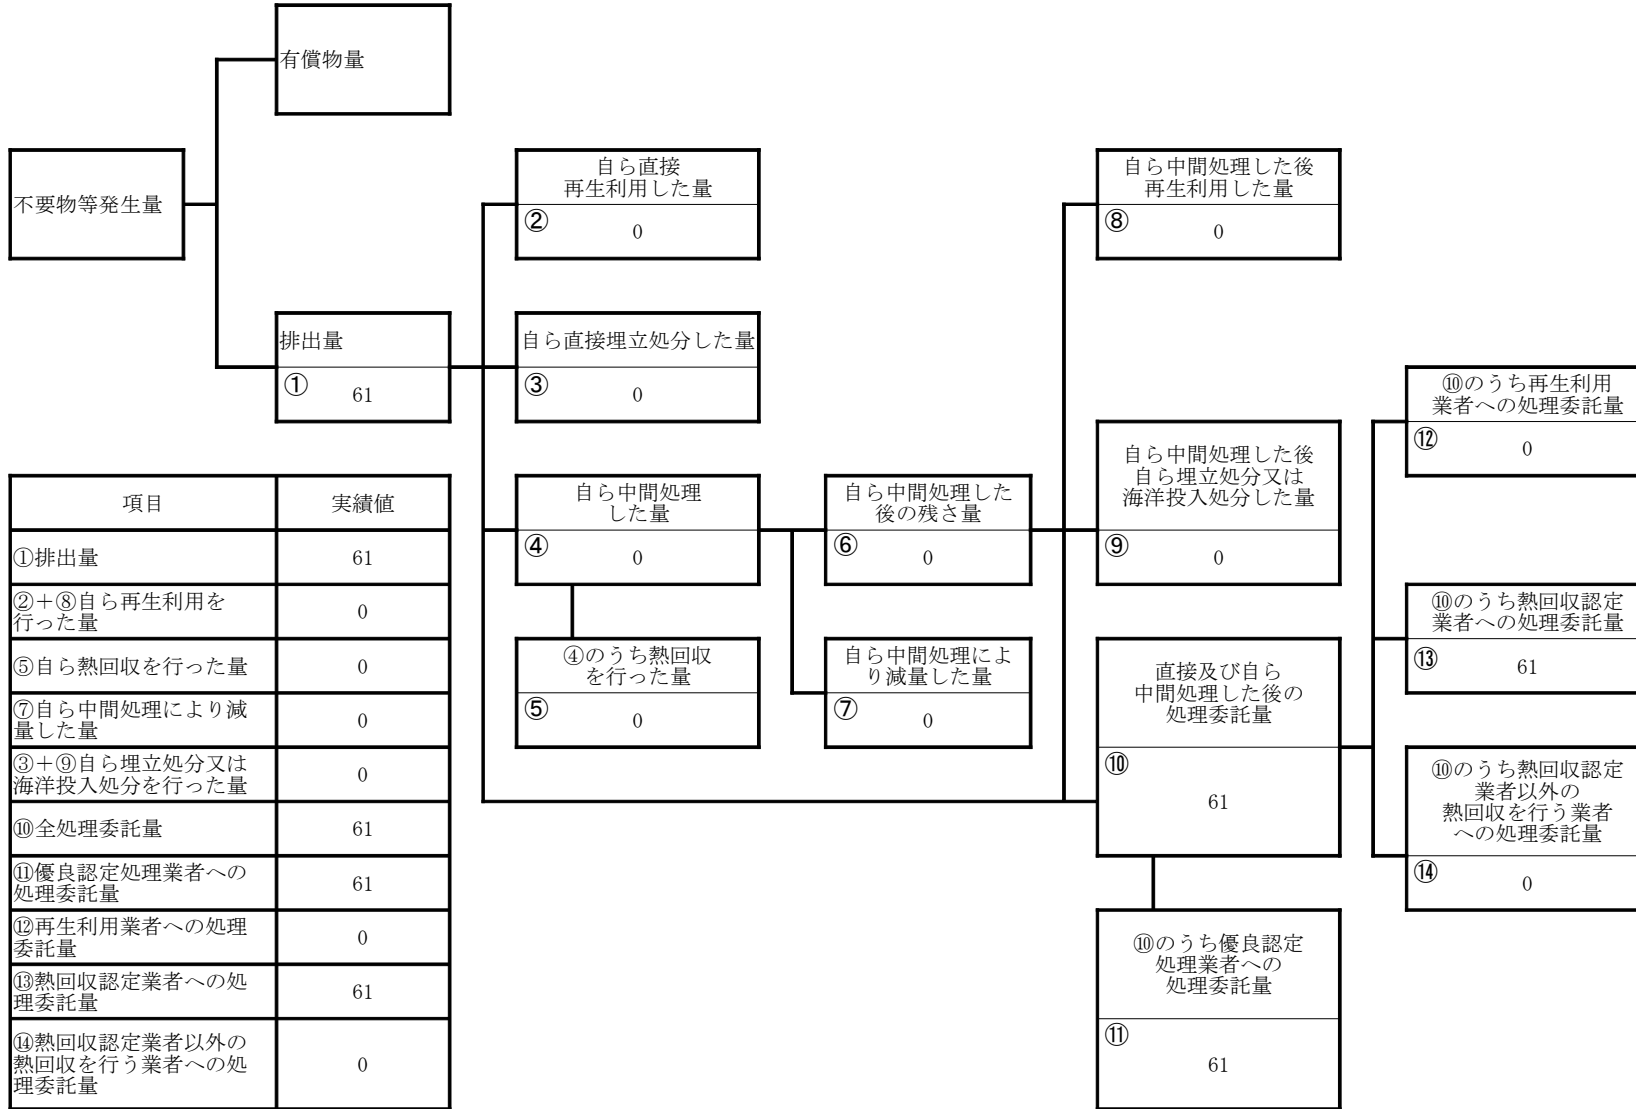 有償物量
不要物等発生量
自ら直接
再生利用した量
②
0
自ら中間処理した後
再生利用した量
⑧
0
排出量
①
61
自ら直接埋立処分した量
③
0
⑩のうち再生利用
業者への処理委託量
⑫
0
自ら中間処理した後
自ら埋立処分又は
海洋投入処分した量
⑨
0
自ら中間処理
した量
④
0
自ら中間処理した
後の残さ量
⑥
0
⑩のうち熱回収認定
業者への処理委託量
⑬
61
④のうち熱回収
を行った量
⑤
0
自ら中間処理によ
り減量した量
⑦
0
直接及び自ら
中間処理した後の
処理委託量
⑩
61
⑩のうち熱回収認定
業者以外の
熱回収を行う業者
への処理委託量
⑭
0
⑩のうち優良認定
処理業者への
処理委託量
⑪
61
項目 実績値
①排出量 61
②+⑧自ら再生利用を
行った量
0
⑤自ら熱回収を行った量 0
⑦自ら中間処理により減
量した量
0
③+⑨自ら埋立処分又は
海洋投入処分を行った量
0
⑩全処理委託量 61
⑪優良認定処理業者への
処理委託量
61
⑫再生利用業者への処理
委託量
0
⑬熱回収認定業者への処
理委託量
61
⑭熱回収認定業者以外の
熱回収を行う業者への処
理委託量
0